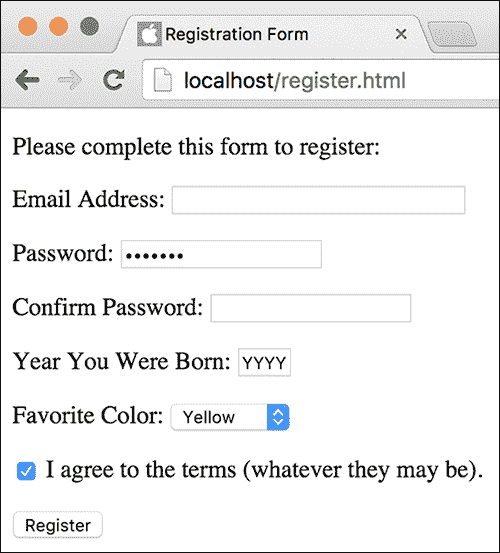 Registration Form
localhost/register.html
Please complete this form to register:
Email Address:
Password: •••••••
Confirm Password:
Year You Were Born: YYYY
Favorite Color: Yellow
I agree to the terms (whatever they may be).
Register